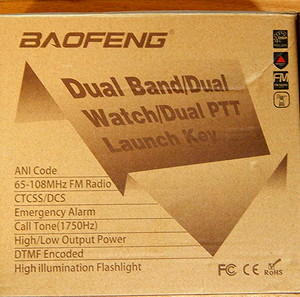 BAOFENG
Dual Band/Dual
Watch/Dual PTT
Launch Key
ANI Code
65-108MHz FM Radio
CTCSS/DCS
Emergency Alarm
Call Tone(1750Hz)
High/Low Output Power
DTMF Encoded
High illumination Flashlight
FM
FC CE RoHS